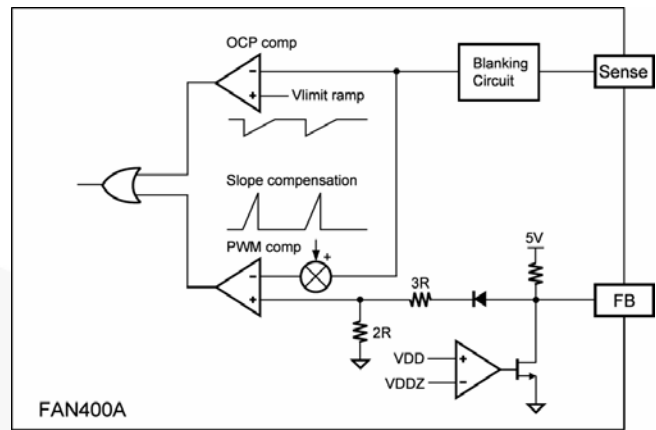 OCP comp
Blanking
Circuit
Sense
−
+
Vlimit ramp
Slope compensation
PWM comp
+
−
+
5V
3R
FB
2R
VDD
+
VDDZ
−
FAN400A